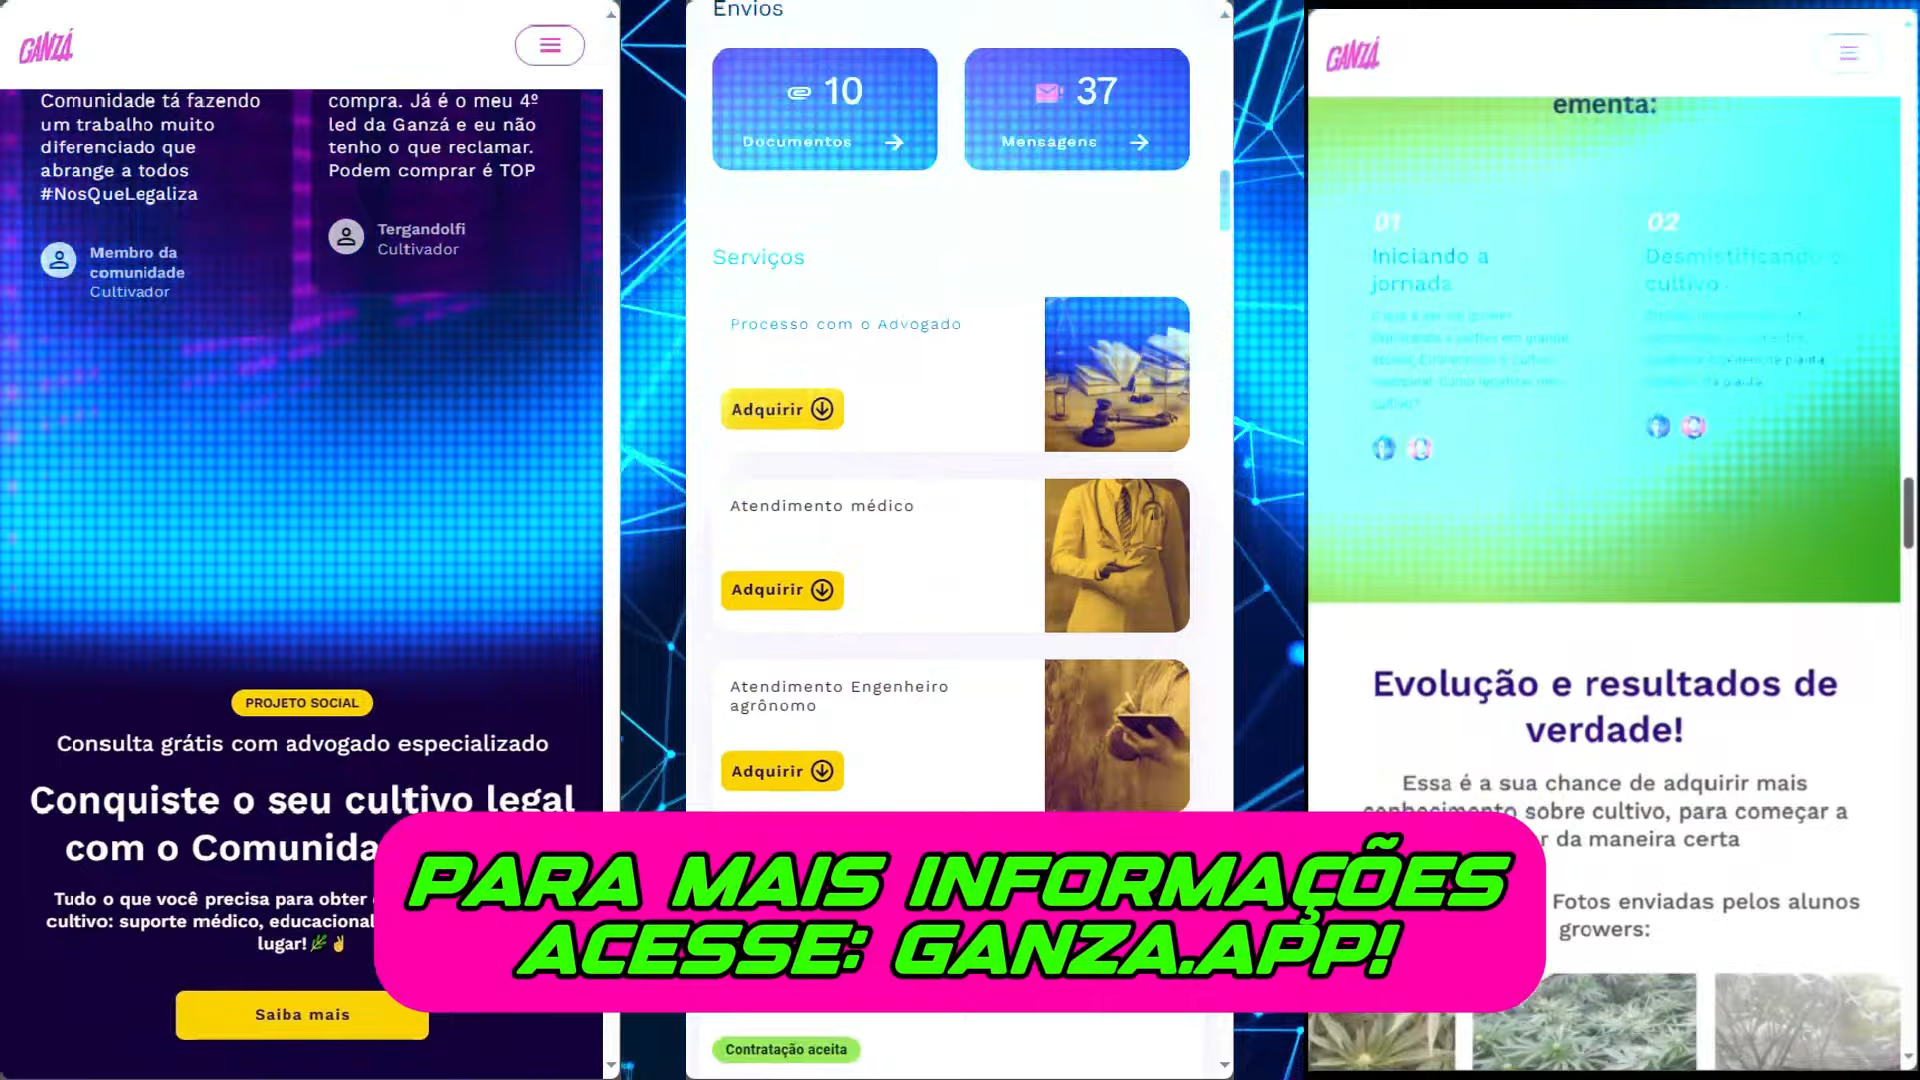 GANZÁ
Comunidade tá fazendo
um trabalho muito
diferenciado que
abrange a todos
#NosQueLegaliza
Membro da
comunidade
Cultivador
compra. Já é o meu 4º
led da Ganzá e eu não
tenho o que reclamar.
Podem comprar é TOP
Tergandolfi
Cultivador
PROJETO SOCIAL
Consulta grátis com advogado especializado
Conquiste o seu cultivo legal
com o Comunida
Tudo o que você precisa para obter
cultivo: suporte médico, educacional
lugar!🌿✌
Saiba mais
Envios
10
Documentos
37
Mensagens
Serviços
Processo com o Advogado
Adquirir
Atendimento médico
Adquirir
Atendimento Engenheiro
agrônomo
Adquirir
Contratação aceita
GANZÁ
ementa:
01
Iniciando a
jornada
02
Desmistificando o
cultivo
Evolução e resultados de
verdade!
Essa é a sua chance de adquirir mais
conhecimento sobre cultivo, para começar a
da maneira certa
Fotos enviadas pelos alunos
growers:
PARA MAIS INFORMAÇÕES
ACESSE: GANZA.APP!